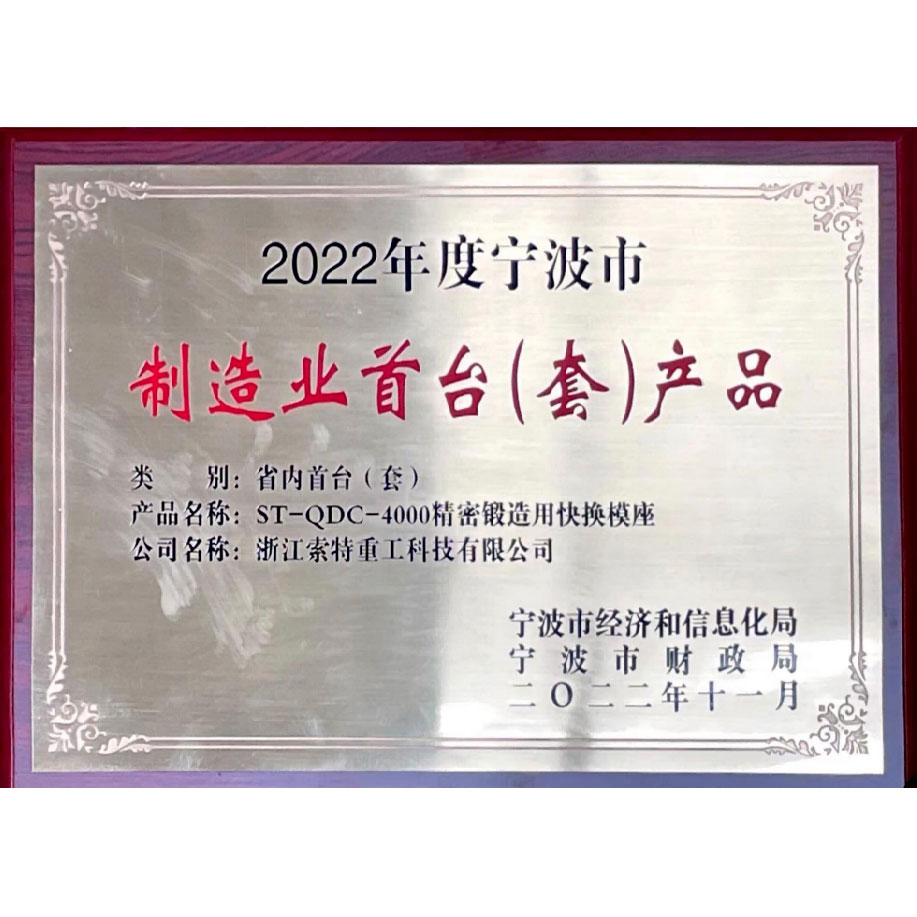 2022年度宁波市
制造业首台(套)产品
类　　别：省内首台（套）
产品名称：ST-QDC-4000精密锻造用快换模座
公司名称：浙江索特重工科技有限公司
宁波市经济和信息化局
宁波市财政局
二〇二二年十一月